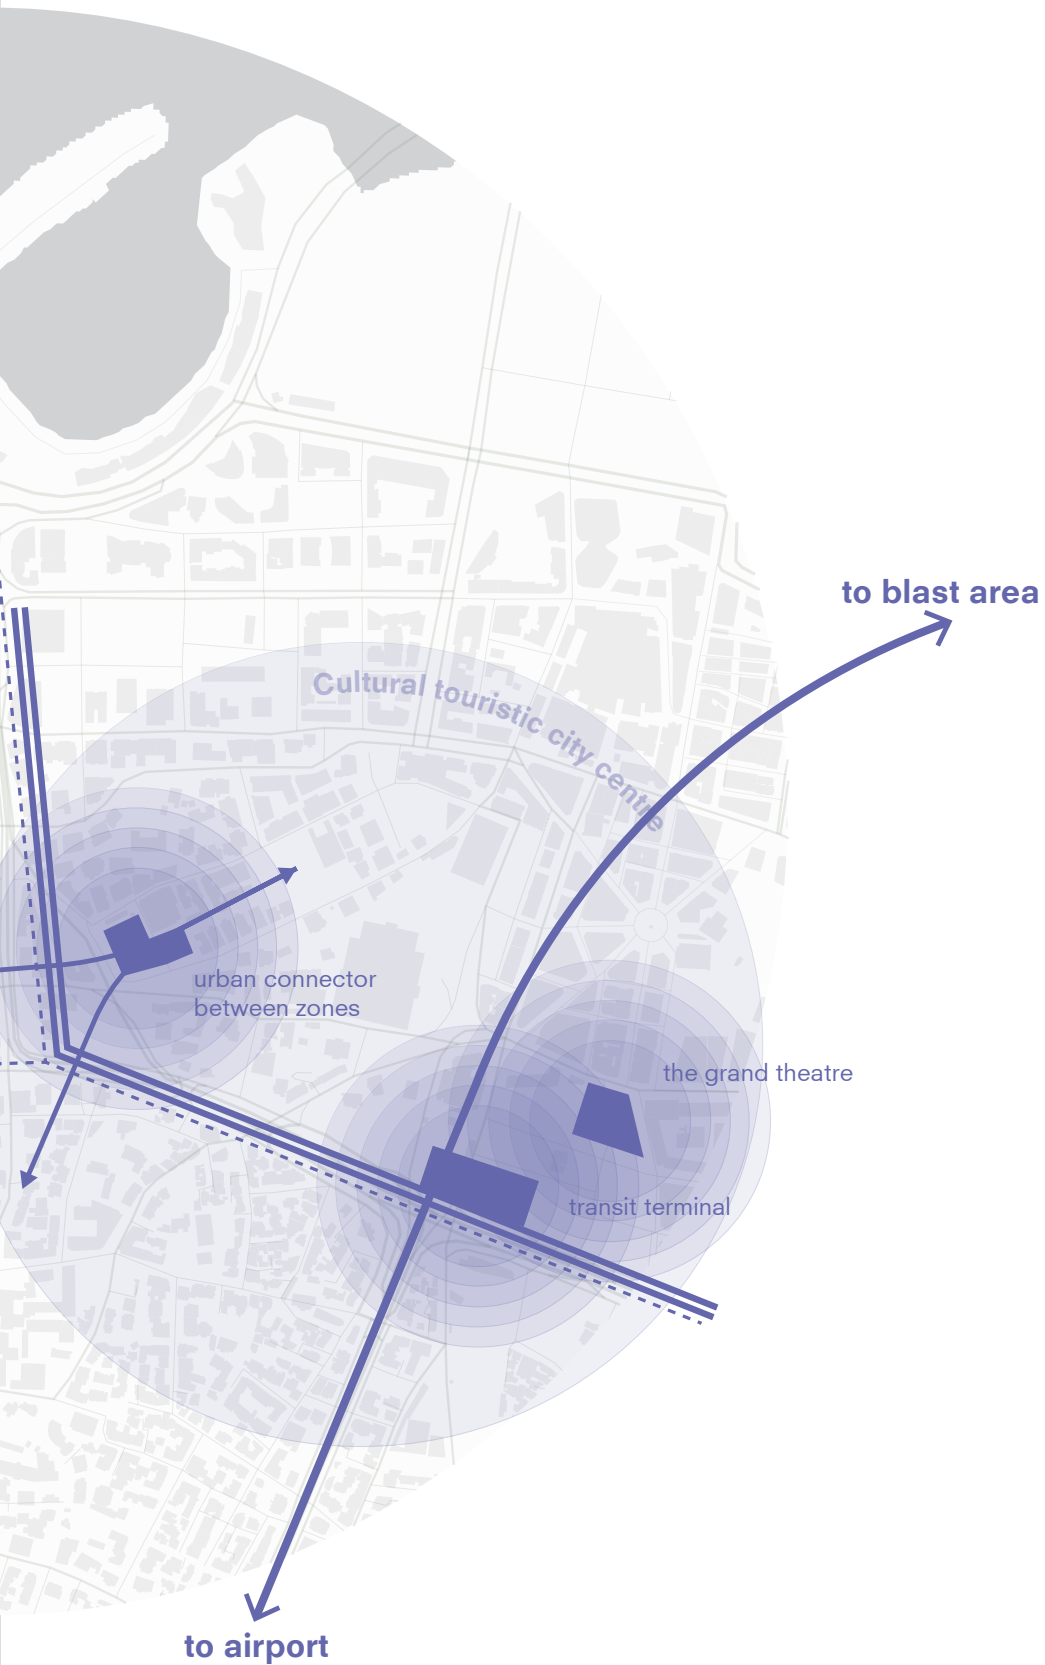 to blast area
Cultural touristic city centre
urban connector
between zones
the grand theatre
transit terminal
to airport